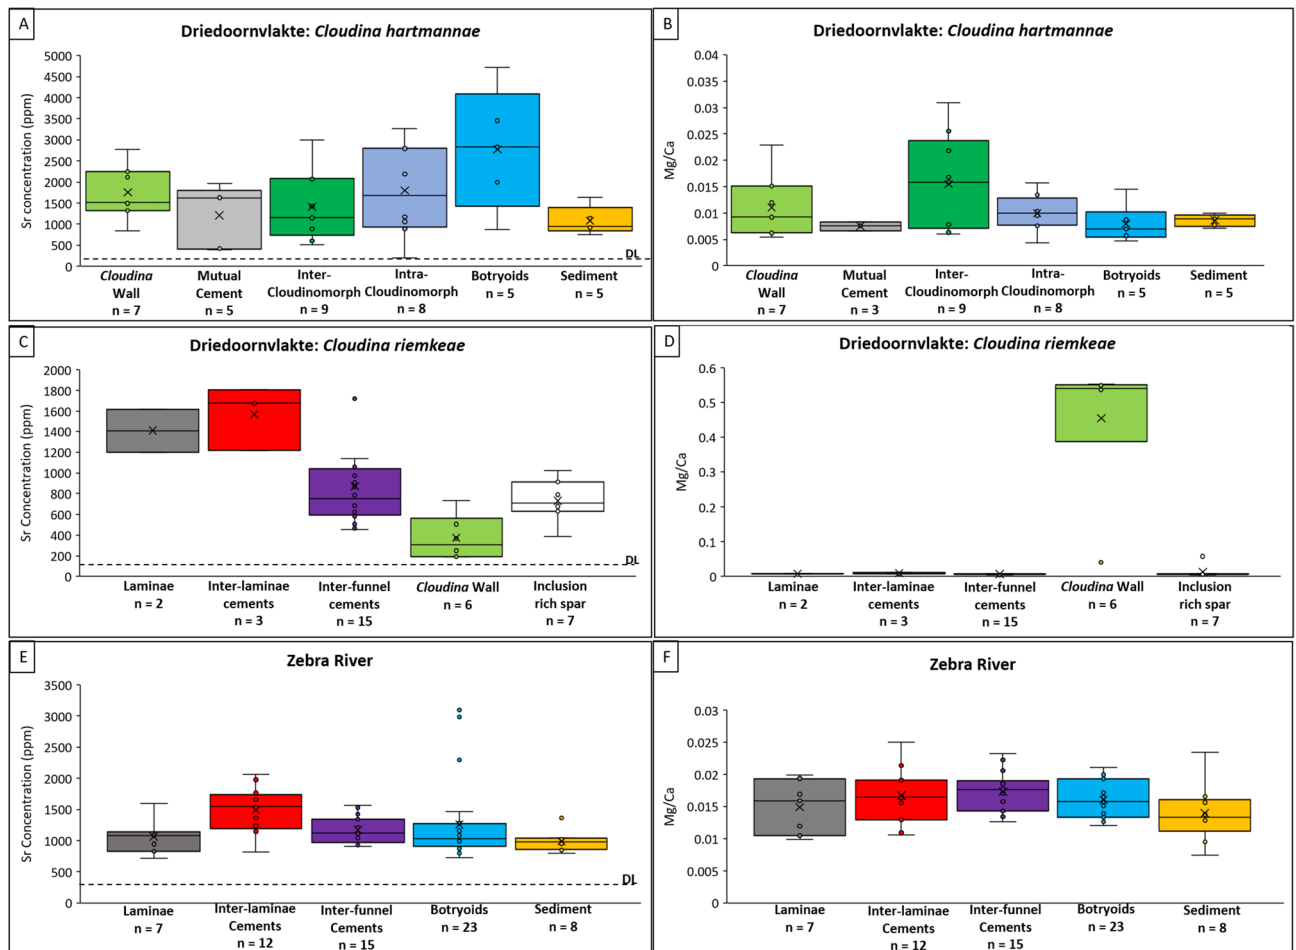 A
Driedoornvlakte: Cloudina hartmannae
Sr concentration (ppm)
5000
4500
4000
3500
3000
2500
2000
1500
1000
500
0
DL
Cloudina Wall n = 7
Mutual Cement n = 5
Inter-Cloudinomorph n = 9
Intra-Cloudinomorph n = 8
Botryoids n = 5
Sediment n = 5
B
Driedoornvlakte: Cloudina hartmannae
Mg/Ca
0.04
0.035
0.03
0.025
0.02
0.015
0.01
0.005
0
Cloudina Wall n = 7
Mutual Cement n = 3
Inter-Cloudinomorph n = 9
Intra-Cloudinomorph n = 8
Botryoids n = 5
Sediment n = 5
C
Driedoornvlakte: Cloudina riemkeae
Sr Concentration (ppm)
2000
1800
1600
1400
1200
1000
800
600
400
200
0
DL
Laminae n = 2
Inter-laminae cements n = 3
Inter-funnel cements n = 15
Cloudina Wall n = 6
Inclusion rich spar n = 7
D
Driedoornvlakte: Cloudina riemkeae
Mg/Ca
0.6
0.5
0.4
0.3
0.2
0.1
0
Laminae n = 2
Inter-laminae cements n = 3
Inter-funnel cements n = 15
Cloudina Wall n = 6
Inclusion rich spar n = 7
E
Zebra River
Sr Concentration (ppm)
3500
3000
2500
2000
1500
1000
500
0
DL
Laminae n = 7
Inter-laminae Cements n = 12
Inter-funnel Cements n = 15
Botryoids n = 23
Sediment n = 8
F
Zebra River
Mg/Ca
0.03
0.025
0.02
0.015
0.01
0.005
0
Laminae n = 7
Inter-laminae Cements n = 12
Inter-funnel Cements n = 15
Botryoids n = 23
Sediment n = 8